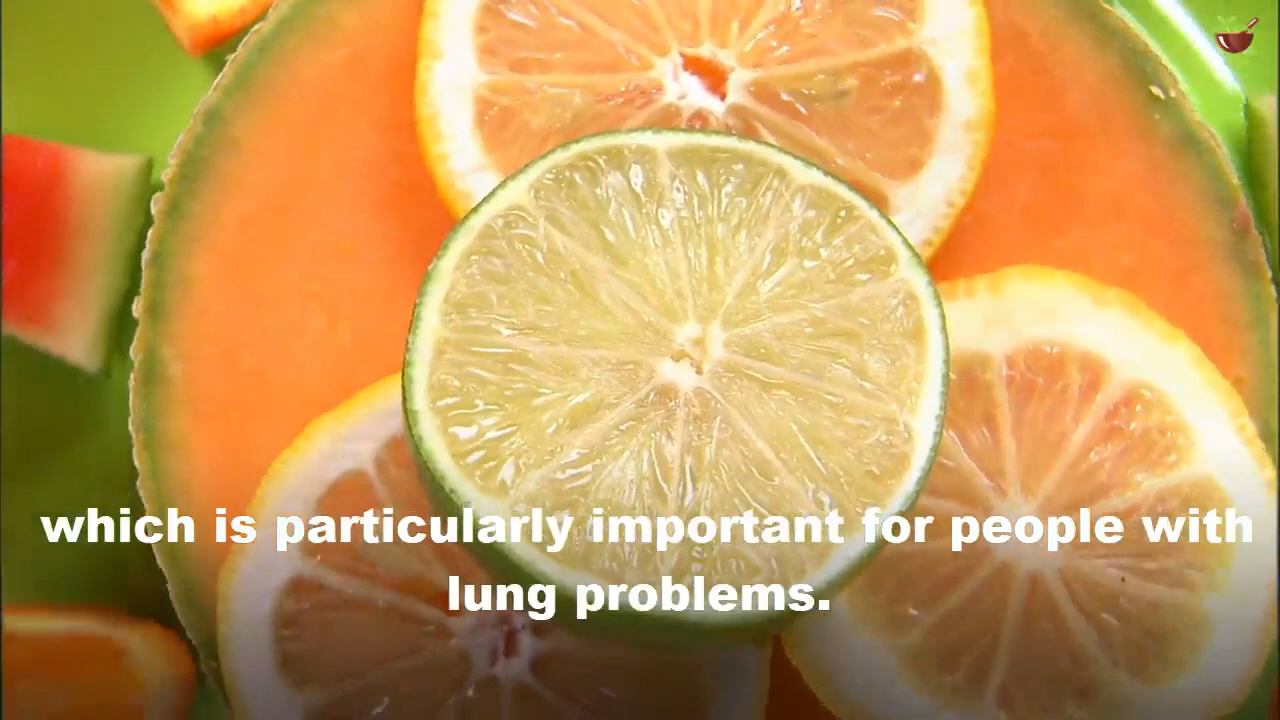 which is particularly important for people with
lung problems.